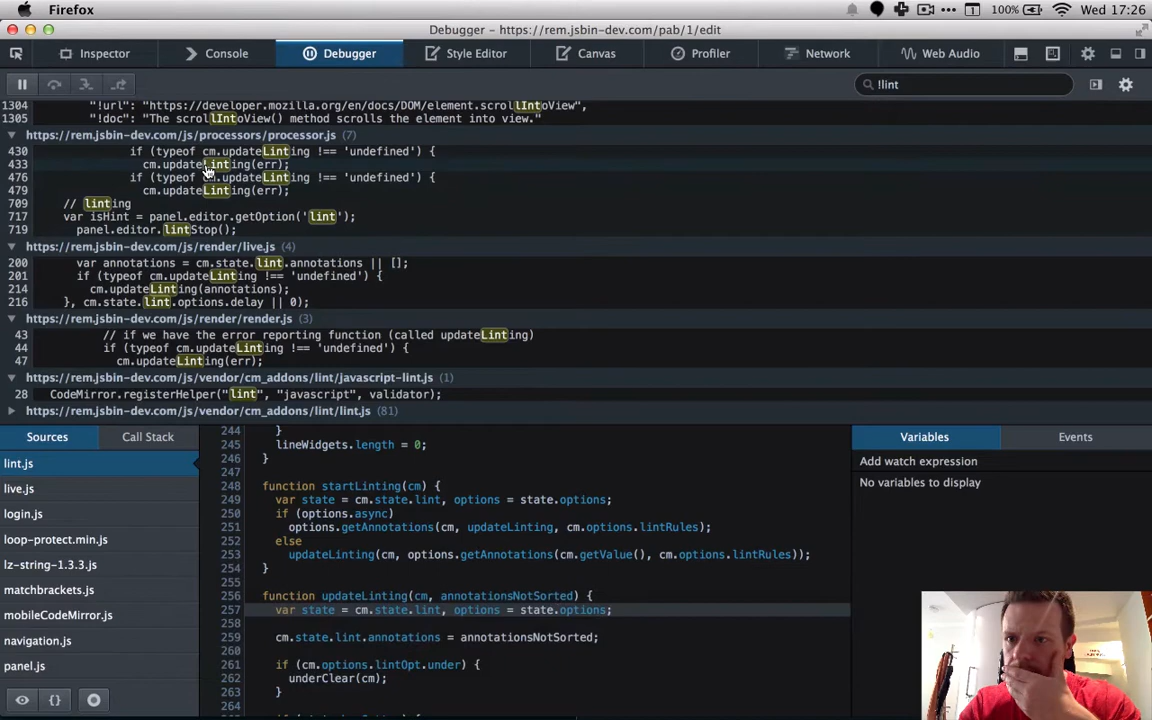 Firefox
100%
Wed 17:26
Debugger - https://rem.jsbin-dev.com/pab/1/edit
Inspector
Console
Debugger
Style Editor
Canvas
Profiler
Network
Web Audio
!lint
1304 "!url": "https://developer.mozilla.org/en/docs/DOM/element.scrollIntoView",
1305 "!doc": "The scrollIntoView() method scrolls the element into view."
https://rem.jsbin-dev.com/js/processors/processor.js (7)
430 if (typeof cm.updateLinting !== 'undefined') {
433 cm.updateLinting(err);
476 if (typeof cm.updateLinting !== 'undefined') {
479 cm.updateLinting(err);
709 // linting
717 var isHint = panel.editor.getOption('lint');
719 panel.editor.lintStop();
https://rem.jsbin-dev.com/js/render/live.js (4)
200 var annotations = cm.state.lint.annotations || [];
201 if (typeof cm.updateLinting !== 'undefined') {
214 cm.updateLinting(annotations);
216 }, cm.state.lint.options.delay || 0);
https://rem.jsbin-dev.com/js/render/render.js (3)
43 // if we have the error reporting function (called updateLinting)
44 if (typeof cm.updateLinting !== 'undefined') {
47 cm.updateLinting(err);
https://rem.jsbin-dev.com/js/vendor/cm_addons/lint/javascript-lint.js (1)
28 CodeMirror.registerHelper("lint", "javascript", validator);
https://rem.jsbin-dev.com/js/vendor/cm_addons/lint/lint.js (81)
Sources
Call Stack
lint.js
live.js
login.js
loop-protect.min.js
lz-string-1.3.3.js
matchbrackets.js
mobileCodeMirror.js
navigation.js
panel.js
244 }
245 lineWidgets.length = 0;
246 }
247
248 function startLinting(cm) {
249 var state = cm.state.lint, options = state.options;
250 if (options.async)
251 options.getAnnotations(cm, updateLinting, cm.options.lintRules);
252 else
253 updateLinting(cm, options.getAnnotations(cm.getValue(), cm.options.lintRules));
254 }
255
256 function updateLinting(cm, annotationsNotSorted) {
257 var state = cm.state.lint, options = state.options;
258
259 cm.state.lint.annotations = annotationsNotSorted;
260
261 if (cm.options.lintOpt.under) {
262 underClear(cm);
263 }
264
Variables
Events
Add watch expression
No variables to display